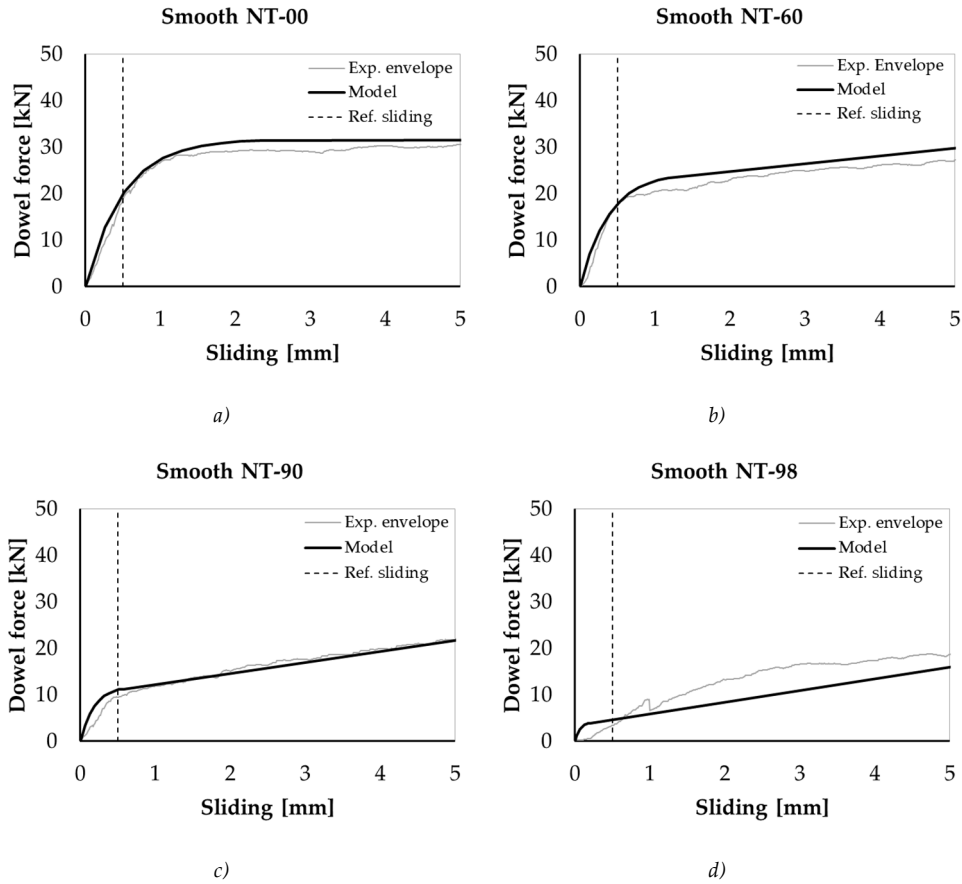 Smooth NT-00
Dowel force [kN]
50
40
30
20
10
0
Exp. envelope
Model
Ref. sliding
0 1 2 3 4 5
Sliding [mm]
a)
Smooth NT-60
Dowel force [kN]
50
40
30
20
10
0
Exp. Envelope
Model
Ref. sliding
0 1 2 3 4 5
Sliding [mm]
b)
Smooth NT-90
Dowel force [kN]
50
40
30
20
10
0
Exp. envelope
Model
Ref. sliding
0 1 2 3 4 5
Sliding [mm]
c)
Smooth NT-98
Dowel force [kN]
50
40
30
20
10
0
Exp. envelope
Model
Ref. sliding
0 1 2 3 4 5
Sliding [mm]
d)